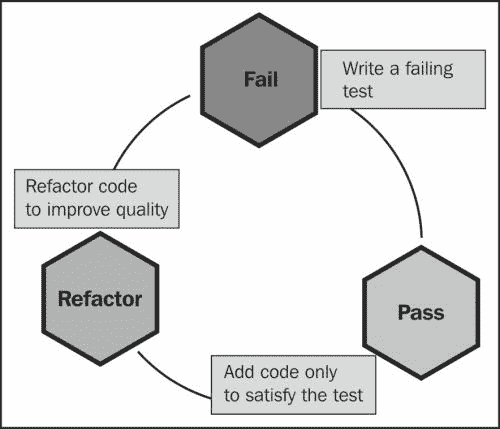 Fail
Write a failing
test
Refactor code
to improve quality
Refactor
Pass
Add code only
to satisfy the test